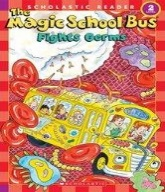 SCHOLASTIC READER
2
The
Magic School Bus
Fights Germs